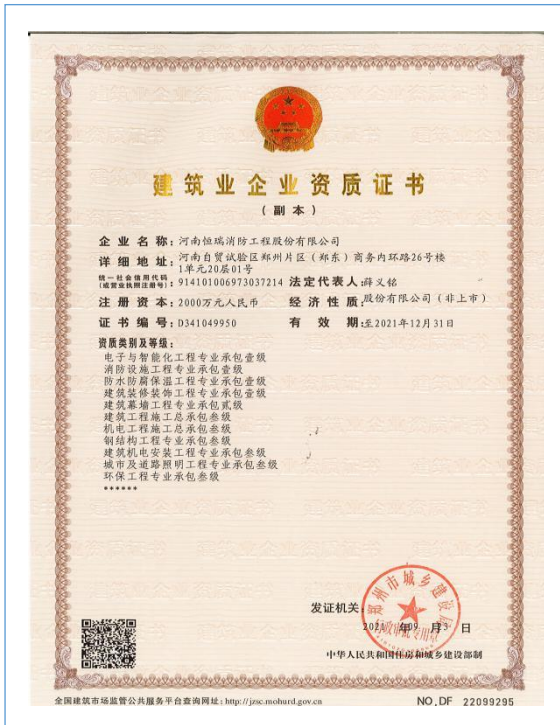 建筑业企业资质证书
（副本）
企业名称：河南恒瑞消防工程股份有限公司
详细地址：河南自贸试验区郑州片区（郑东）商务内环路26号楼
1单元20层01号
统一社会信用代码
（或营业执照注册号）：914101006973037214 法定代表人：薛义铭
注册资本：2000万元人民币 经济性质：股份有限公司（非上市）
证书编号：D341049950 有效期：至2021年12月31日
资质类别及等级：
电子与智能化工程专业承包壹级
消防设施工程专业承包壹级
防水防腐保温工程专业承包壹级
建筑装修装饰工程专业承包壹级
建筑幕墙工程专业承包贰级
建筑工程施工总承包叁级
机电工程施工总承包叁级
钢结构工程专业承包叁级
建筑机电安装工程专业承包叁级
城市及道路照明工程专业承包叁级
环保工程专业承包叁级
******
郑州市城乡建设局
发证机关：
2021年09月23日
中华人民共和国住房和城乡建设部制
全国建筑市场监管公共服务平台查询网址：http://jzsc.mohurd.gov.cn
NO.DF 22099295